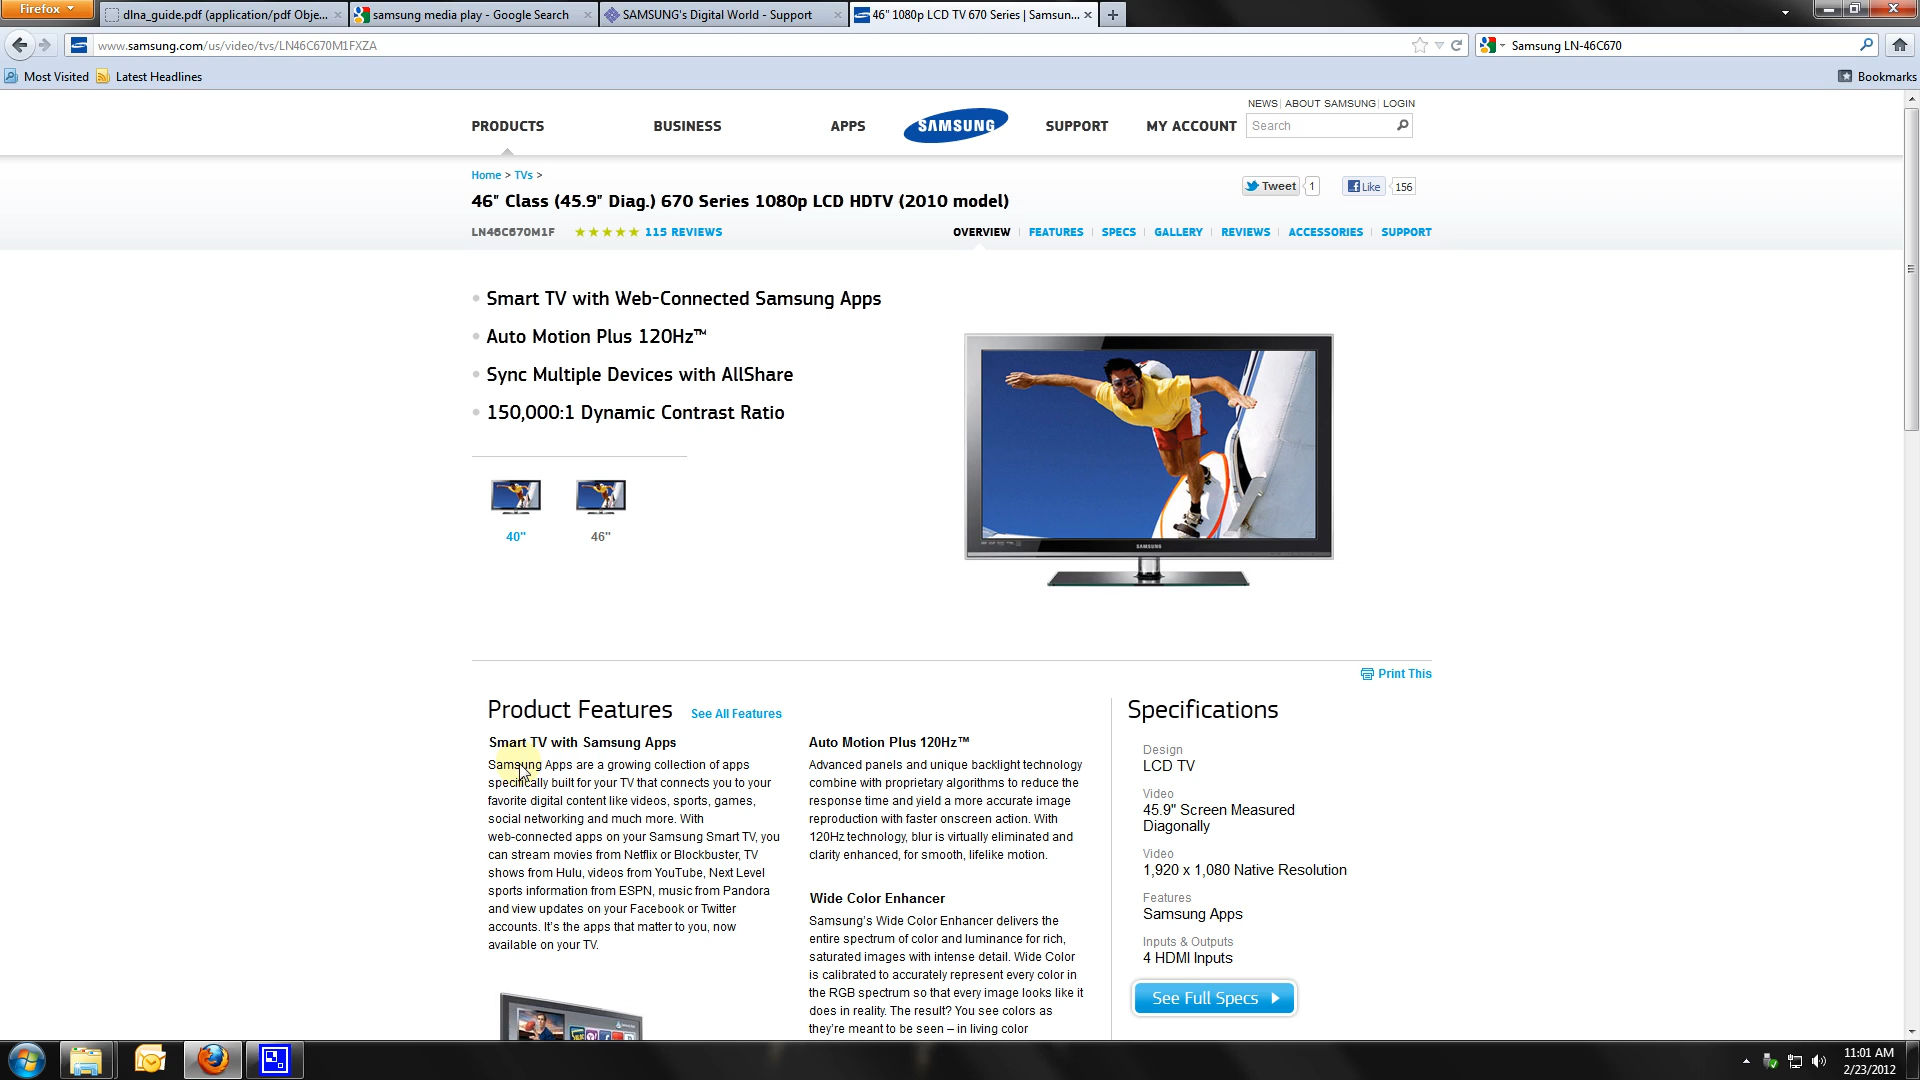 Firefox
dlna_guide.pdf (application/pdf Obje...
samsung media play - Google Search
SAMSUNG's Digital World - Support
46" 1080p LCD TV 670 Series | Samsun...
www.samsung.com/us/video/tvs/LN46C670M1FXZA
Samsung LN-46C670
Most Visited
Latest Headlines
Bookmarks
NEWS | ABOUT SAMSUNG | LOGIN
PRODUCTS
BUSINESS
APPS
SAMSUNG
SUPPORT
MY ACCOUNT
Search
Home > TVs >
Tweet 1
Like 156
46" Class (45.9" Diag.) 670 Series 1080p LCD HDTV (2010 model)
LN46C670M1F
115 REVIEWS
OVERVIEW | FEATURES | SPECS | GALLERY | REVIEWS | ACCESSORIES | SUPPORT
Smart TV with Web-Connected Samsung Apps
Auto Motion Plus 120Hz™
Sync Multiple Devices with AllShare
150,000:1 Dynamic Contrast Ratio
SAMSUNG
40"
46"
Print This
Product Features
See All Features
Smart TV with Samsung Apps
Samsung Apps are a growing collection of apps
specifically built for your TV that connects you to your
favorite digital content like videos, sports, games,
social networking and much more. With
web-connected apps on your Samsung Smart TV, you
can stream movies from Netflix or Blockbuster, TV
shows from Hulu, videos from YouTube, Next Level
sports information from ESPN, music from Pandora
and view updates on your Facebook or Twitter
accounts. It's the apps that matter to you, now
available on your TV.
Auto Motion Plus 120Hz™
Advanced panels and unique backlight technology
combine with proprietary algorithms to reduce the
response time and yield a more accurate image
reproduction with faster onscreen action. With
120Hz technology, blur is virtually eliminated and
clarity enhanced, for smooth, lifelike motion.
Wide Color Enhancer
Samsung's Wide Color Enhancer delivers the
entire spectrum of color and luminance for rich,
saturated images with intense detail. Wide Color
is calibrated to accurately represent every color in
the RGB spectrum so that every image looks like it
does in reality. The result? You see colors as
they're meant to be seen – in living color
Specifications
Design
LCD TV
Video
45.9" Screen Measured
Diagonally
Video
1,920 x 1,080 Native Resolution
Features
Samsung Apps
Inputs & Outputs
4 HDMI Inputs
See Full Specs
11:01 AM
2/23/2012